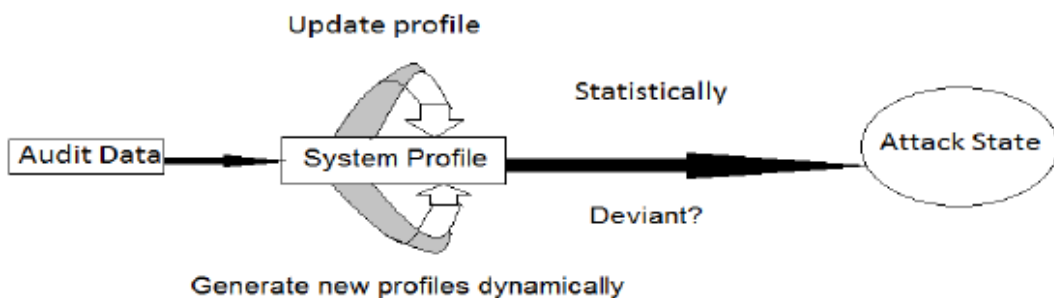 Update profile
Statistically
Audit Data
System Profile
Attack State
Deviant?
Generate new profiles dynamically